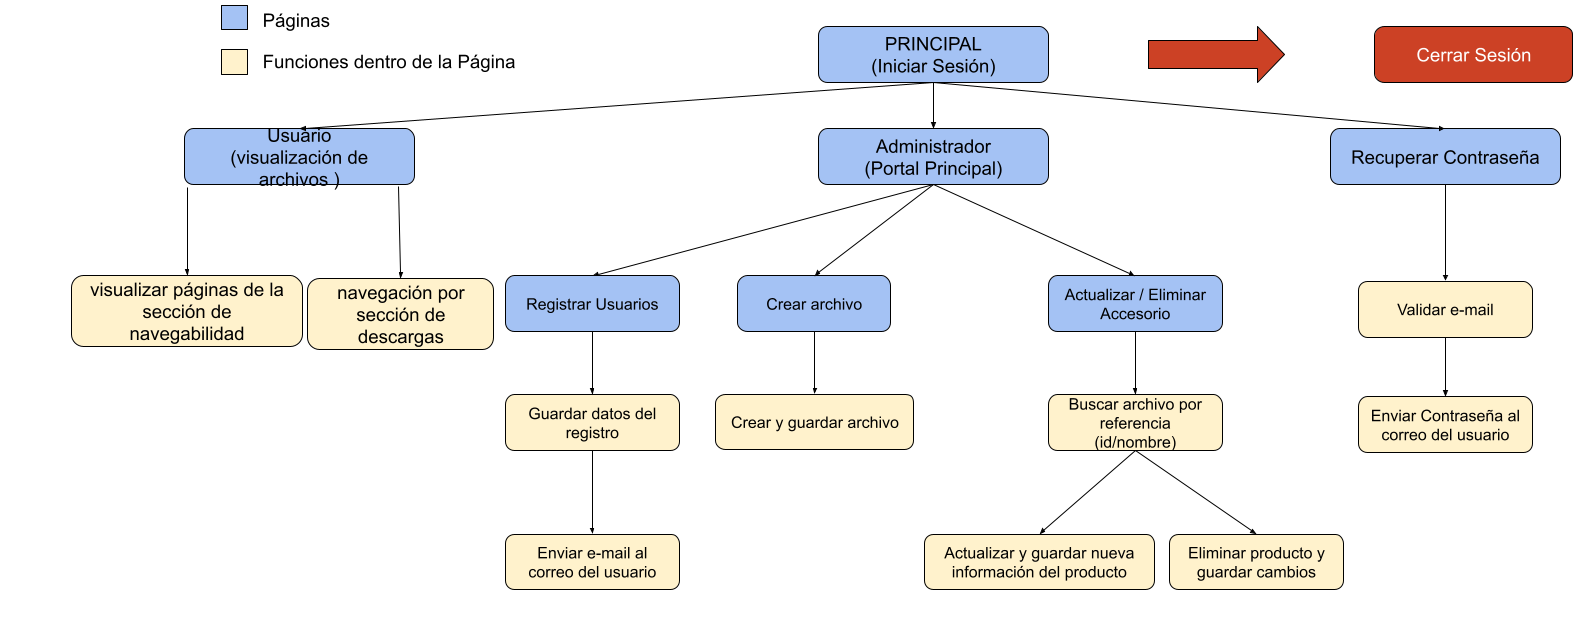 Páginas
Funciones dentro de la Página
PRINCIPAL
(Iniciar Sesión)
Cerrar Sesión
Usuario
(visualización de
archivos )
Administrador
(Portal Principal)
Recuperar Contraseña
visualizar páginas de la
sección de
navegabilidad
navegación por
sección de
descargas
Registrar Usuarios
Crear archivo
Actualizar / Eliminar
Accesorio
Validar e-mail
Guardar datos del
registro
Crear y guardar archivo
Buscar archivo por
referencia
(id/nombre)
Enviar Contraseña al
correo del usuario
Enviar e-mail al
correo del usuario
Actualizar y guardar nueva
información del producto
Eliminar producto y
guardar cambios